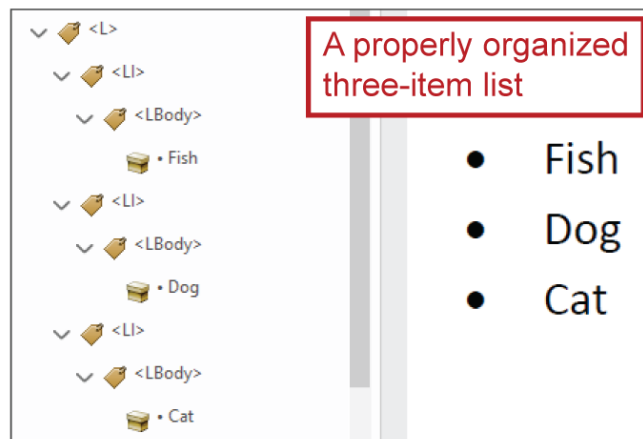 <L>
<LI>
<LBody>
• Fish
<LI>
<LBody>
• Dog
<LI>
<LBody>
• Cat
A properly organized
three-item list
• Fish
• Dog
• Cat